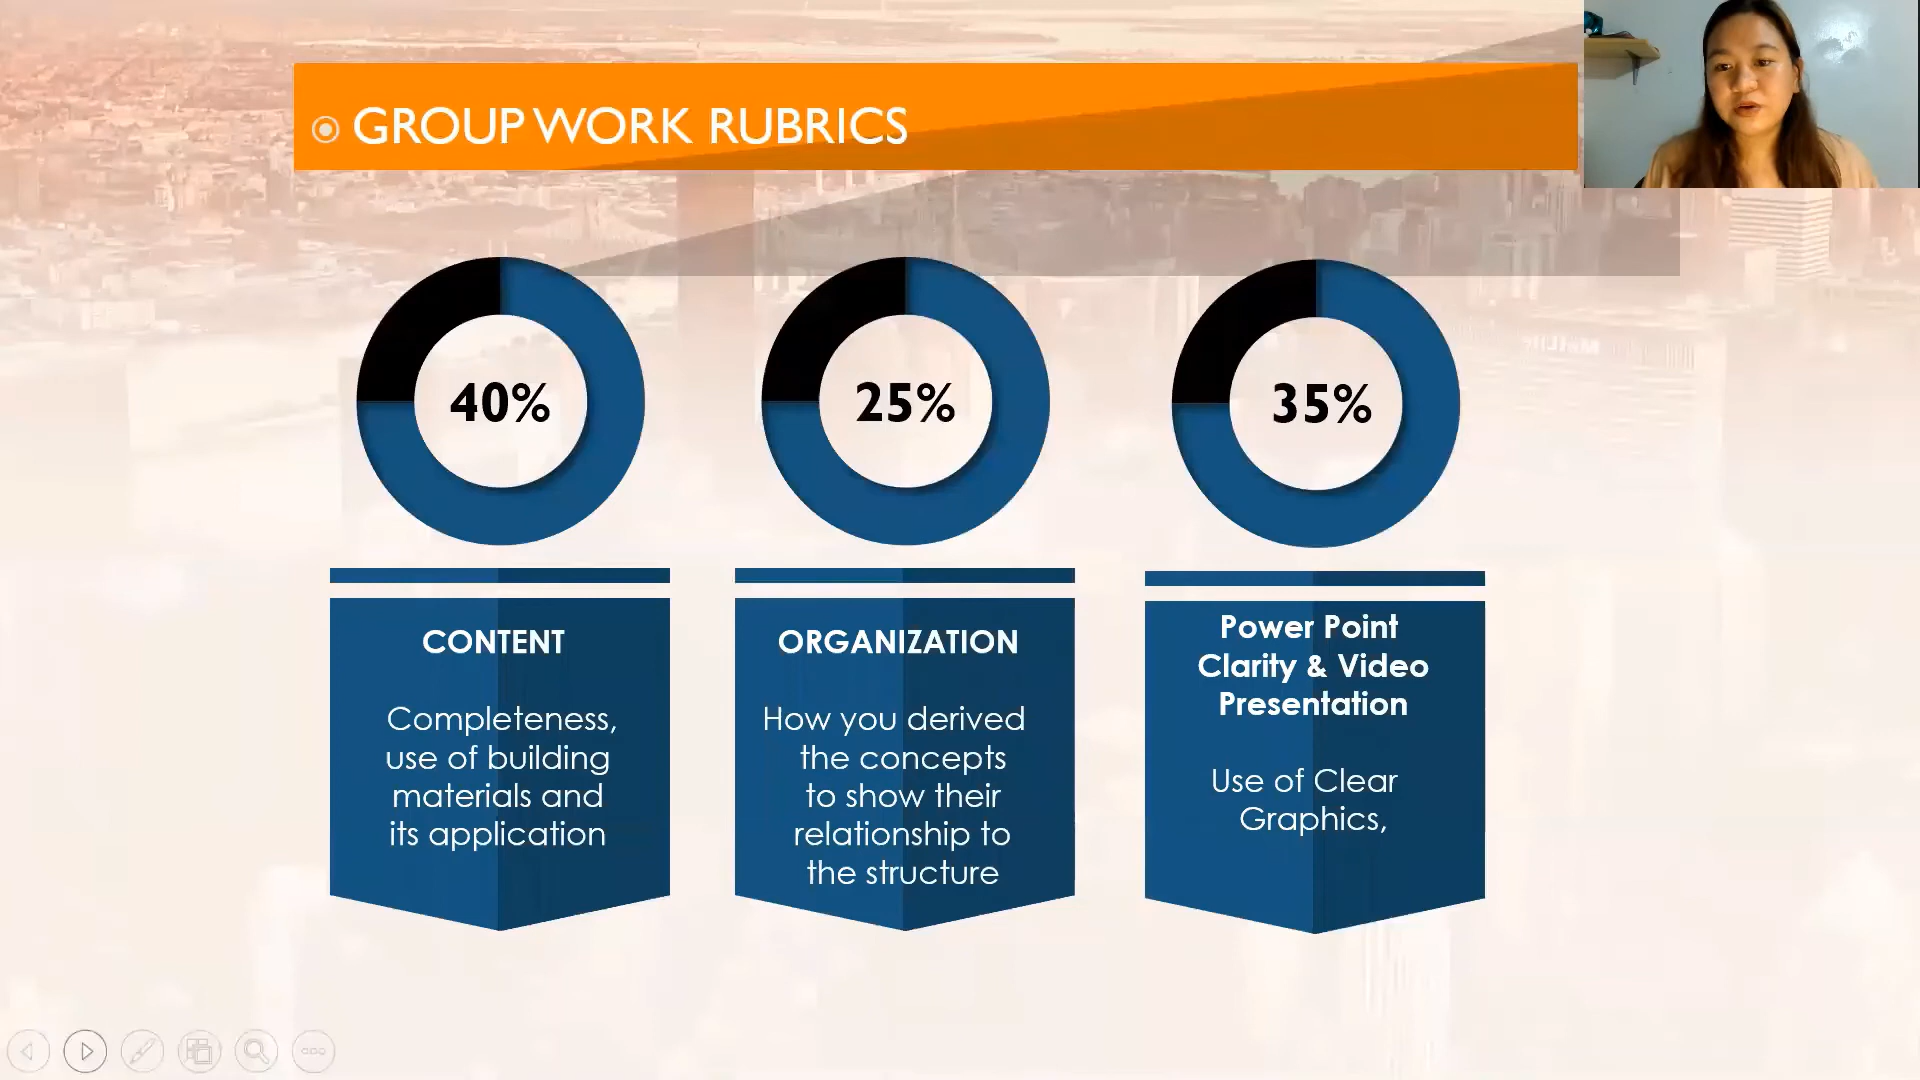 GROUP WORK RUBRICS
40%
25%
35%
CONTENT
Completeness,
use of building
materials and
its application
ORGANIZATION
How you derived
the concepts
to show their
relationship to
the structure
Power Point
Clarity & Video
Presentation
Use of Clear
Graphics,